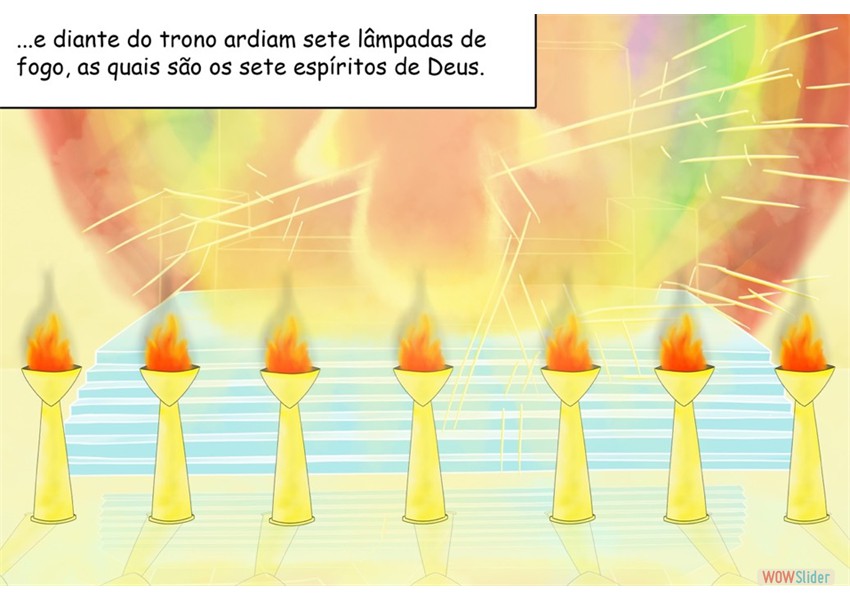 ...e diante do trono ardiam sete lâmpadas de
fogo, as quais são os sete espíritos de Deus.
WOWSlider